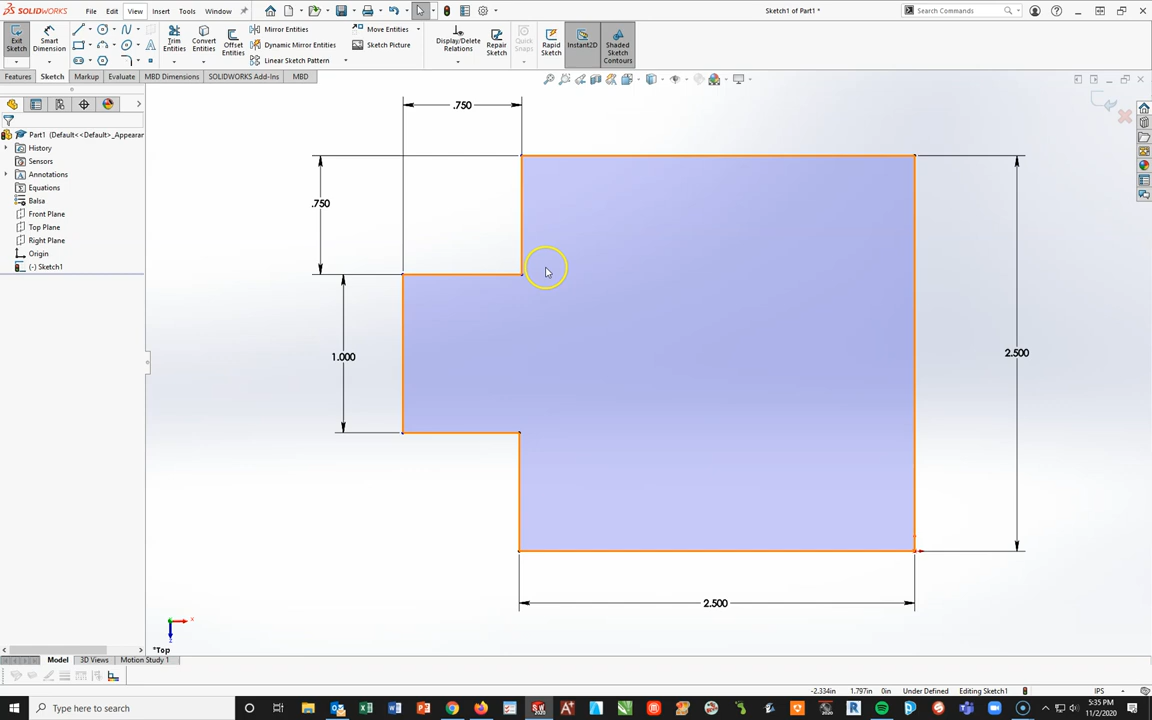 SOLIDWORKS
File Edit View Insert Tools Window
Sketch1 of Part1 *
Search Commands
Exit Sketch
Smart Dimension
Trim Entities
Convert Entities
Offset Entities
Mirror Entities
Dynamic Mirror Entities
Linear Sketch Pattern
Move Entities
Sketch Picture
Display/Delete Relations
Repair Sketch
Quick Snaps
Rapid Sketch
Instant2D
Shaded Sketch Contours
Features Sketch Markup Evaluate MBD Dimensions SOLIDWORKS Add-Ins MBD
Part1 (Default<<Default>_Appearan
History
Sensors
Annotations
Equations
Balsa
Front Plane
Top Plane
Right Plane
Origin
(-) Sketch1
.750
.750
1.000
2.500
2.500
*Top
Model 3D Views Motion Study 1
-2.334in 1.797in 0in Under Defined Editing Sketch1 IPS
Type here to search
5:35 PM
11/2/2020